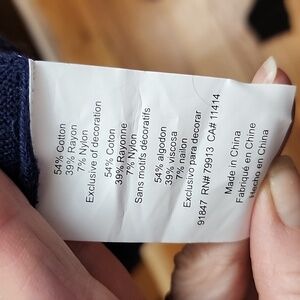 54% Cotton
39% Rayon
7% Nylon
Exclusive of decoration
54% Coton
39% Rayonne
7% Nylon
Sans motifs décoratifs
54% algodon
39% viscosa
7% nailon
Exclusivo para decorar
91847 RN# 79913 CA# 11414
Made in China
Fabriqué en Chine
Hecho en China